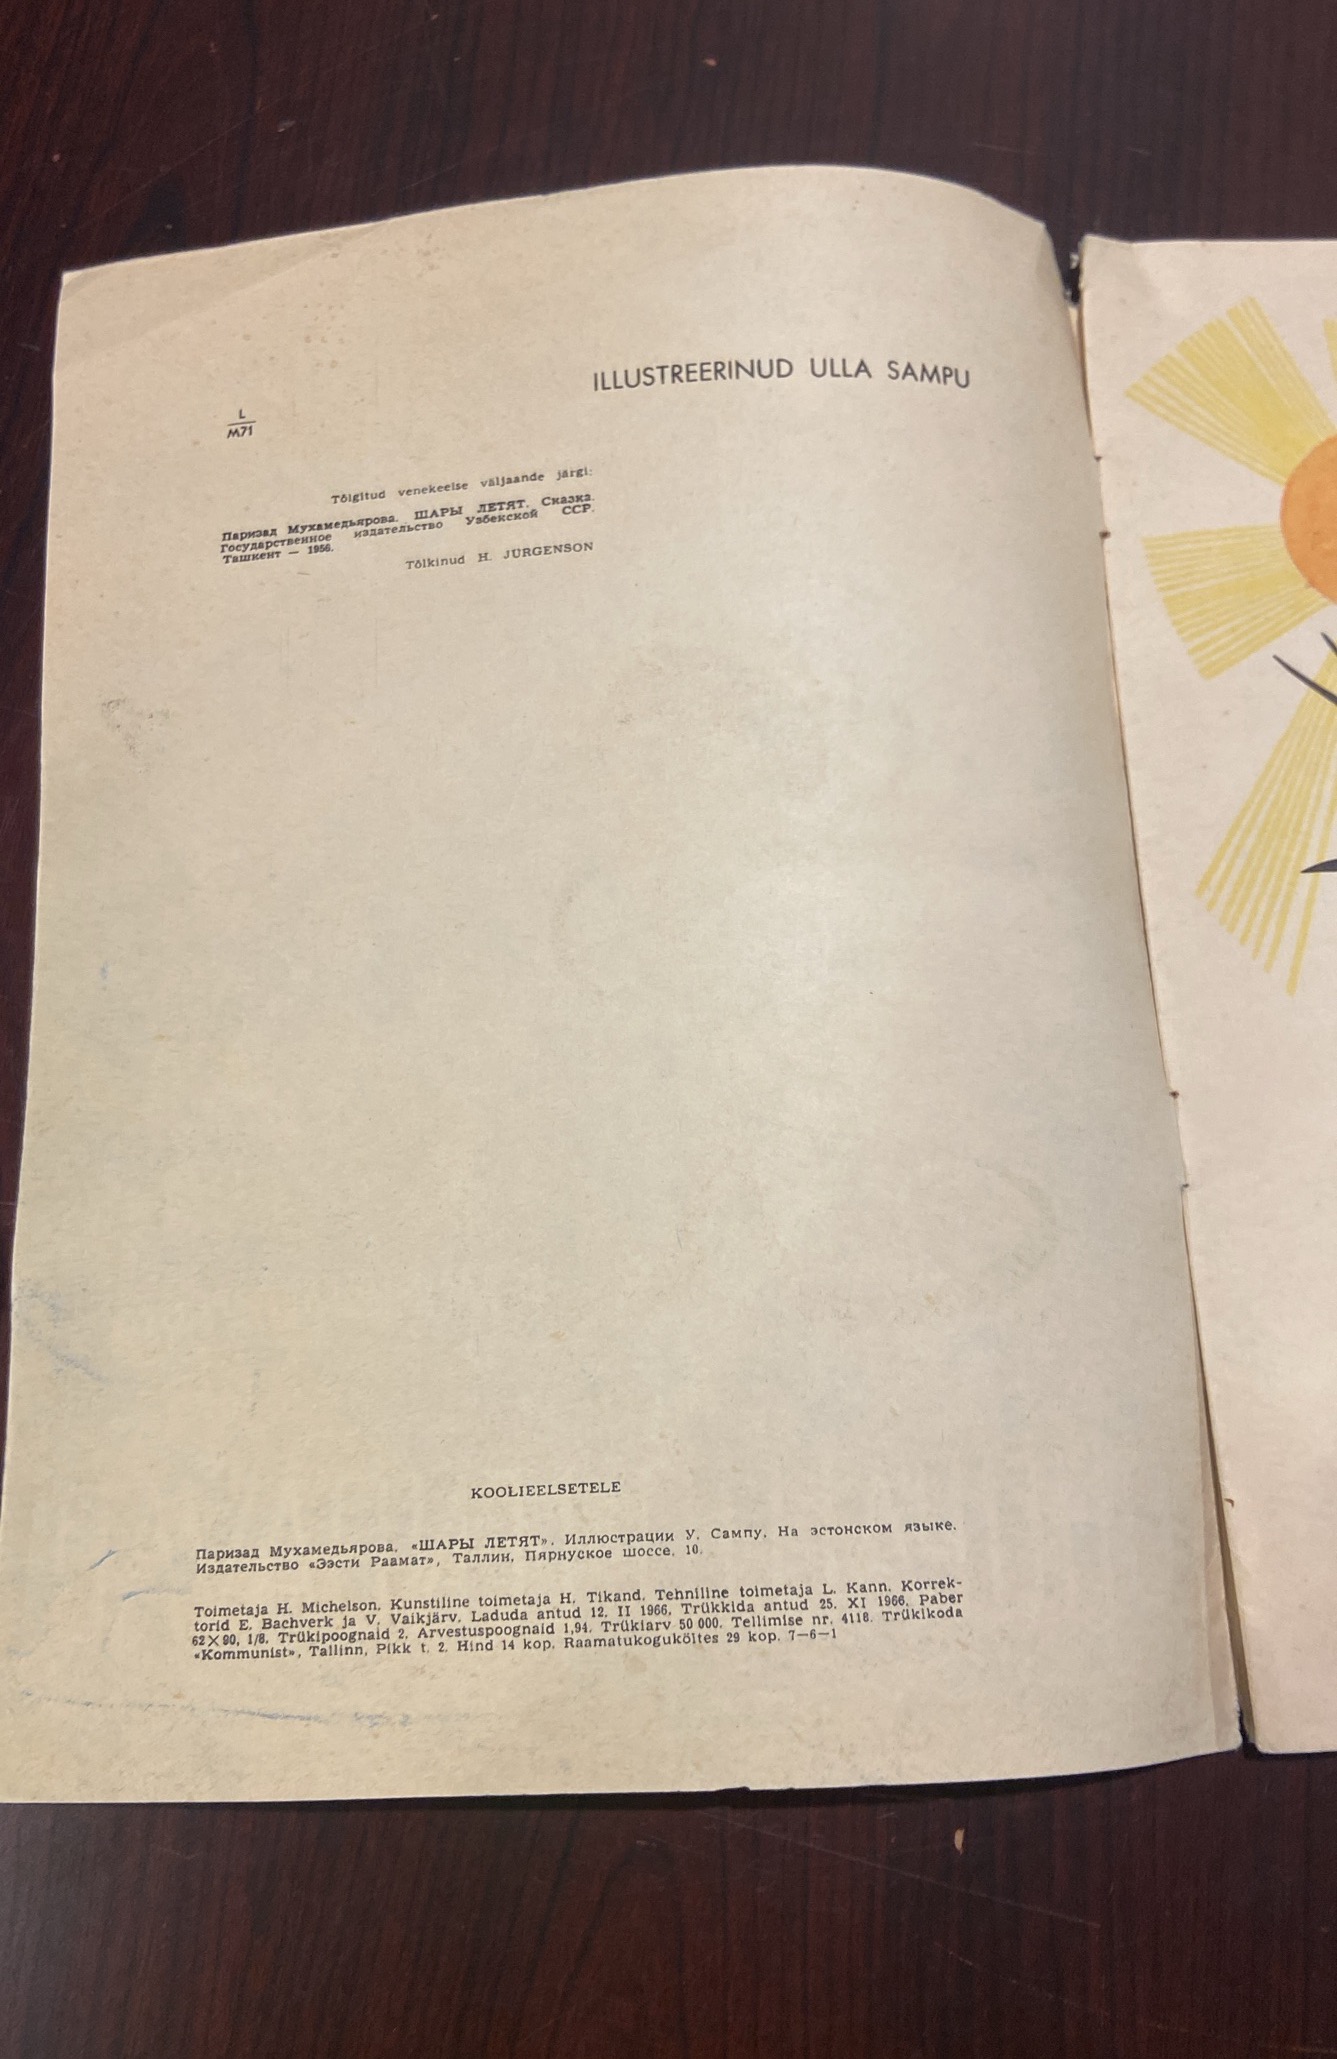 ILLUSTREERINUD ULLA SAMPU
L
M71
Tõlgitud venekeelse väljaande järgi:
Паризад Мухамедьярова. ШАРЫ ЛЕТЯТ. Сказка.
Государственное издательство Узбекской ССР.
Ташкент — 1956.
Tõlkinud H. JÜRGENSON
KOOLIEELSETELE
Паризад Мухамедьярова. «ШАРЫ ЛЕТЯТ». Иллюстрации У. Сампу. На эстонском языке.
Издательство «Ээсти Раамат», Таллин, Пярнуское шоссе, 10.
Toimetaja H. Michelson. Kunstiline toimetaja H. Tikand. Tehniline toimetaja L. Kann. Korrek-
torid E. Bachverk ja V. Vaikjärv. Laduda antud 12. II 1966. Trükkida antud 25. XI 1966. Paber
62×90, 1/8. Trükipoognaid 2. Arvestuspoognaid 1,94. Trükiarv 50 000. Tellimise nr. 4118. Trükikoda
«Kommunist», Tallinn, Pikk t. 2. Hind 14 kop. Raamatukoguköites 29 kop. 7—6—1